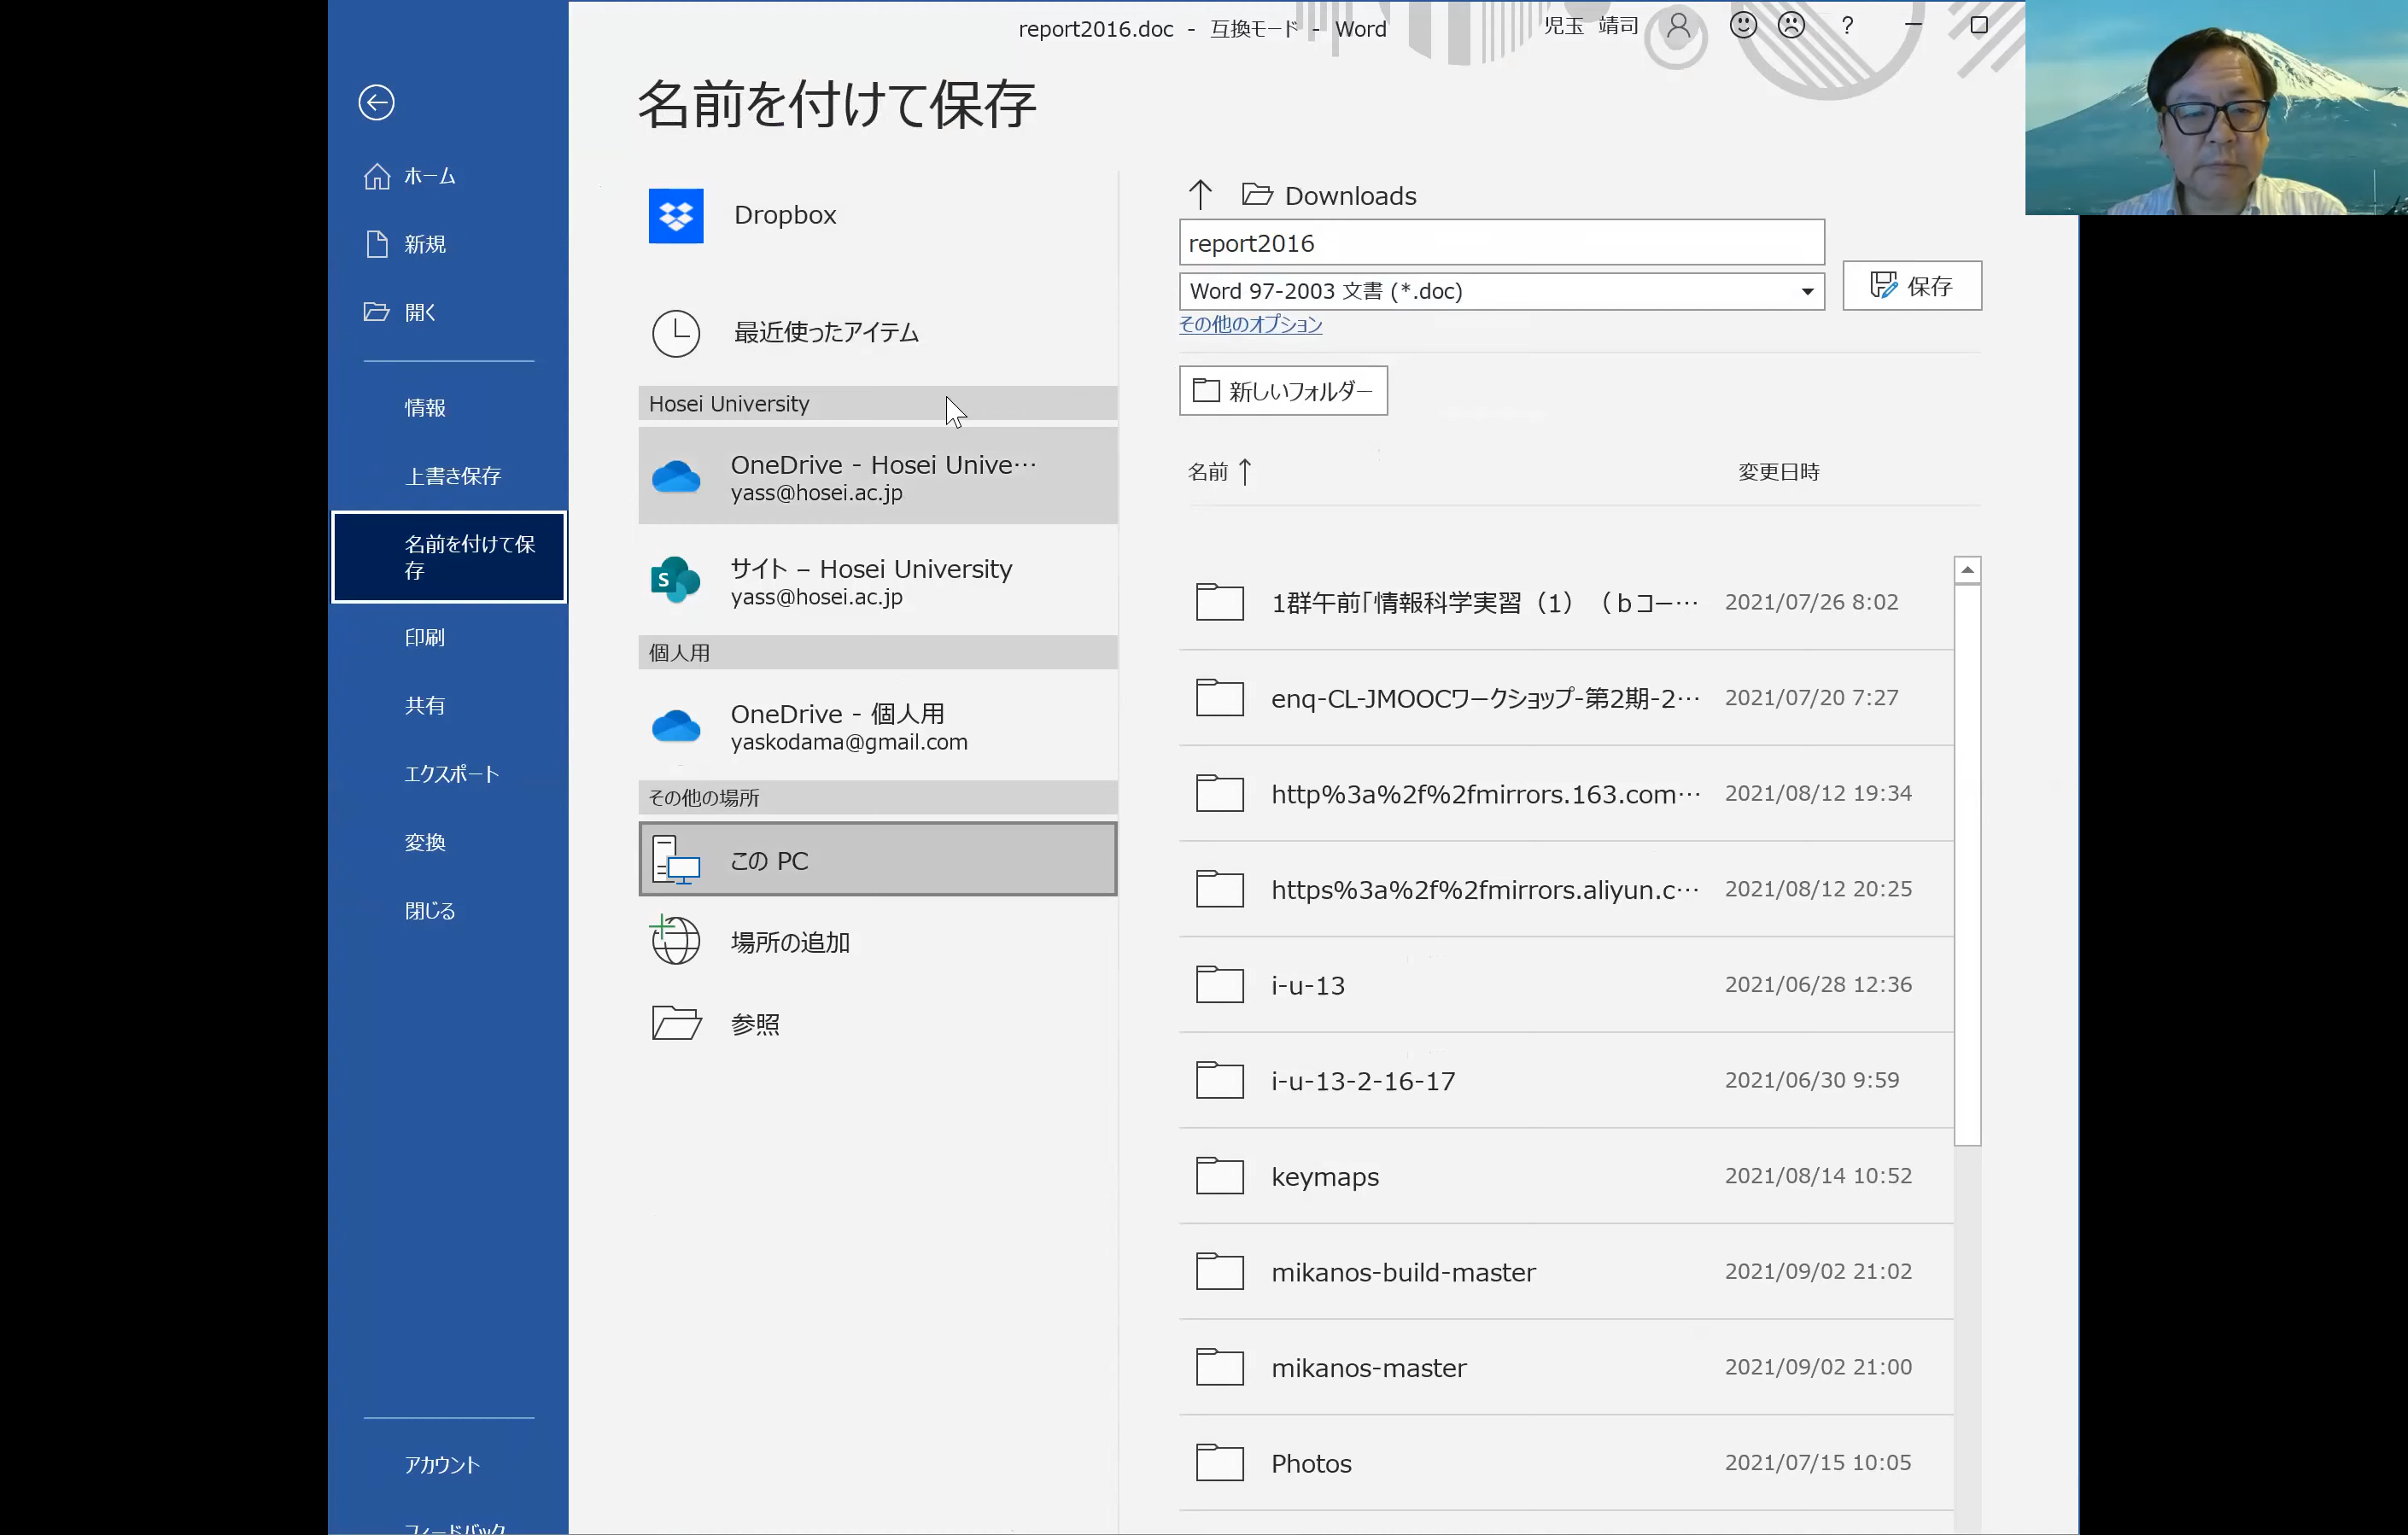 report2016.doc - 互換モード - Word
児玉 靖司
?
名前を付けて保存
ホーム
新規
開く
情報
上書き保存
名前を付けて保
存
印刷
共有
エクスポート
変換
閉じる
アカウント
フィードバック
Dropbox
最近使ったアイテム
Hosei University
OneDrive - Hosei Unive…
yass@hosei.ac.jp
S
サイト – Hosei University
yass@hosei.ac.jp
個人用
OneDrive - 個人用
yaskodama@gmail.com
その他の場所
この PC
場所の追加
参照
↑ Downloads
report2016
Word 97-2003 文書 (*.doc)
保存
その他のオプション
新しいフォルダー
名前 ↑ 変更日時
1群午前「情報科学実習（1）（ｂコー… 2021/07/26 8:02
enq-CL-JMOOCワークショップ-第2期-2… 2021/07/20 7:27
http%3a%2f%2fmirrors.163.com… 2021/08/12 19:34
https%3a%2f%2fmirrors.aliyun.c… 2021/08/12 20:25
i-u-13 2021/06/28 12:36
i-u-13-2-16-17 2021/06/30 9:59
keymaps 2021/08/14 10:52
mikanos-build-master 2021/09/02 21:02
mikanos-master 2021/09/02 21:00
Photos 2021/07/15 10:05